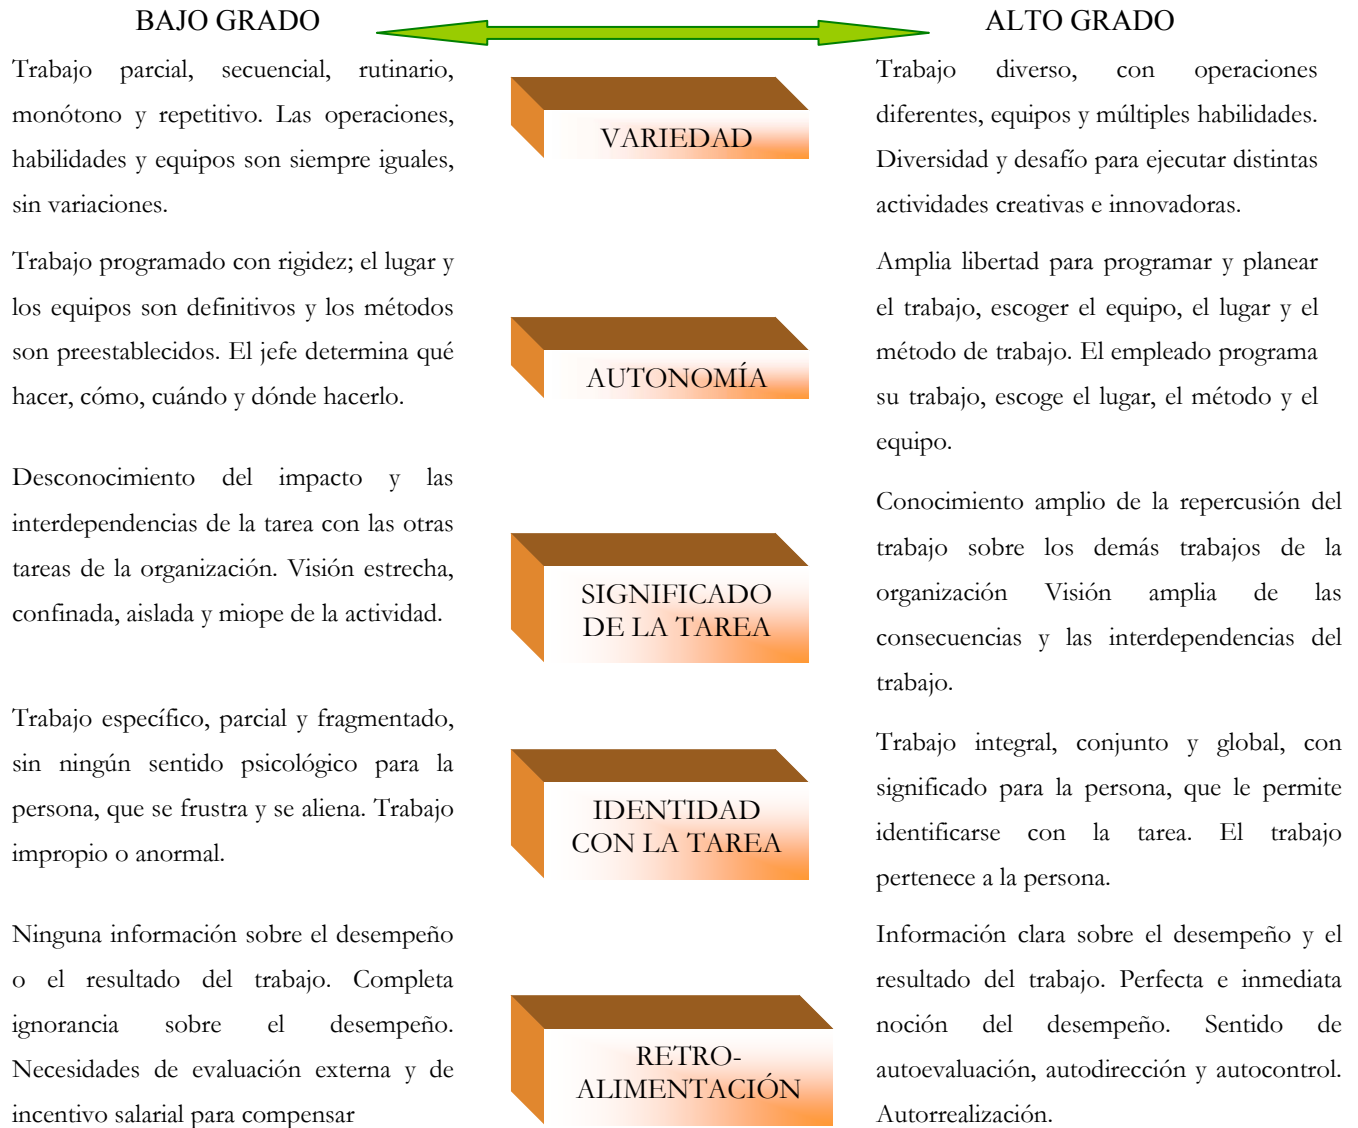 BAJO GRADO
ALTO GRADO
Trabajo parcial, secuencial, rutinario,
monótono y repetitivo. Las operaciones,
habilidades y equipos son siempre iguales,
sin variaciones.
VARIEDAD
Trabajo diverso, con operaciones
diferentes, equipos y múltiples habilidades.
Diversidad y desafío para ejecutar distintas
actividades creativas e innovadoras.
Trabajo programado con rigidez; el lugar y
los equipos son definitivos y los métodos
son preestablecidos. El jefe determina qué
hacer, cómo, cuándo y dónde hacerlo.
AUTONOMÍA
Amplia libertad para programar y planear
el trabajo, escoger el equipo, el lugar y el
método de trabajo. El empleado programa
su trabajo, escoge el lugar, el método y el
equipo.
Desconocimiento del impacto y las
interdependencias de la tarea con las otras
tareas de la organización. Visión estrecha,
confinada, aislada y miope de la actividad.
SIGNIFICADO
DE LA TAREA
Conocimiento amplio de la repercusión del
trabajo sobre los demás trabajos de la
organización Visión amplia de las
consecuencias y las interdependencias del
trabajo.
Trabajo específico, parcial y fragmentado,
sin ningún sentido psicológico para la
persona, que se frustra y se aliena. Trabajo
impropio o anormal.
IDENTIDAD
CON LA TAREA
Trabajo integral, conjunto y global, con
significado para la persona, que le permite
identificarse con la tarea. El trabajo
pertenece a la persona.
Ninguna información sobre el desempeño
o el resultado del trabajo. Completa
ignorancia sobre el desempeño.
Necesidades de evaluación externa y de
incentivo salarial para compensar
RETRO-
ALIMENTACIÓN
Información clara sobre el desempeño y el
resultado del trabajo. Perfecta e inmediata
noción del desempeño. Sentido de
autoevaluación, autodirección y autocontrol.
Autorrealización.